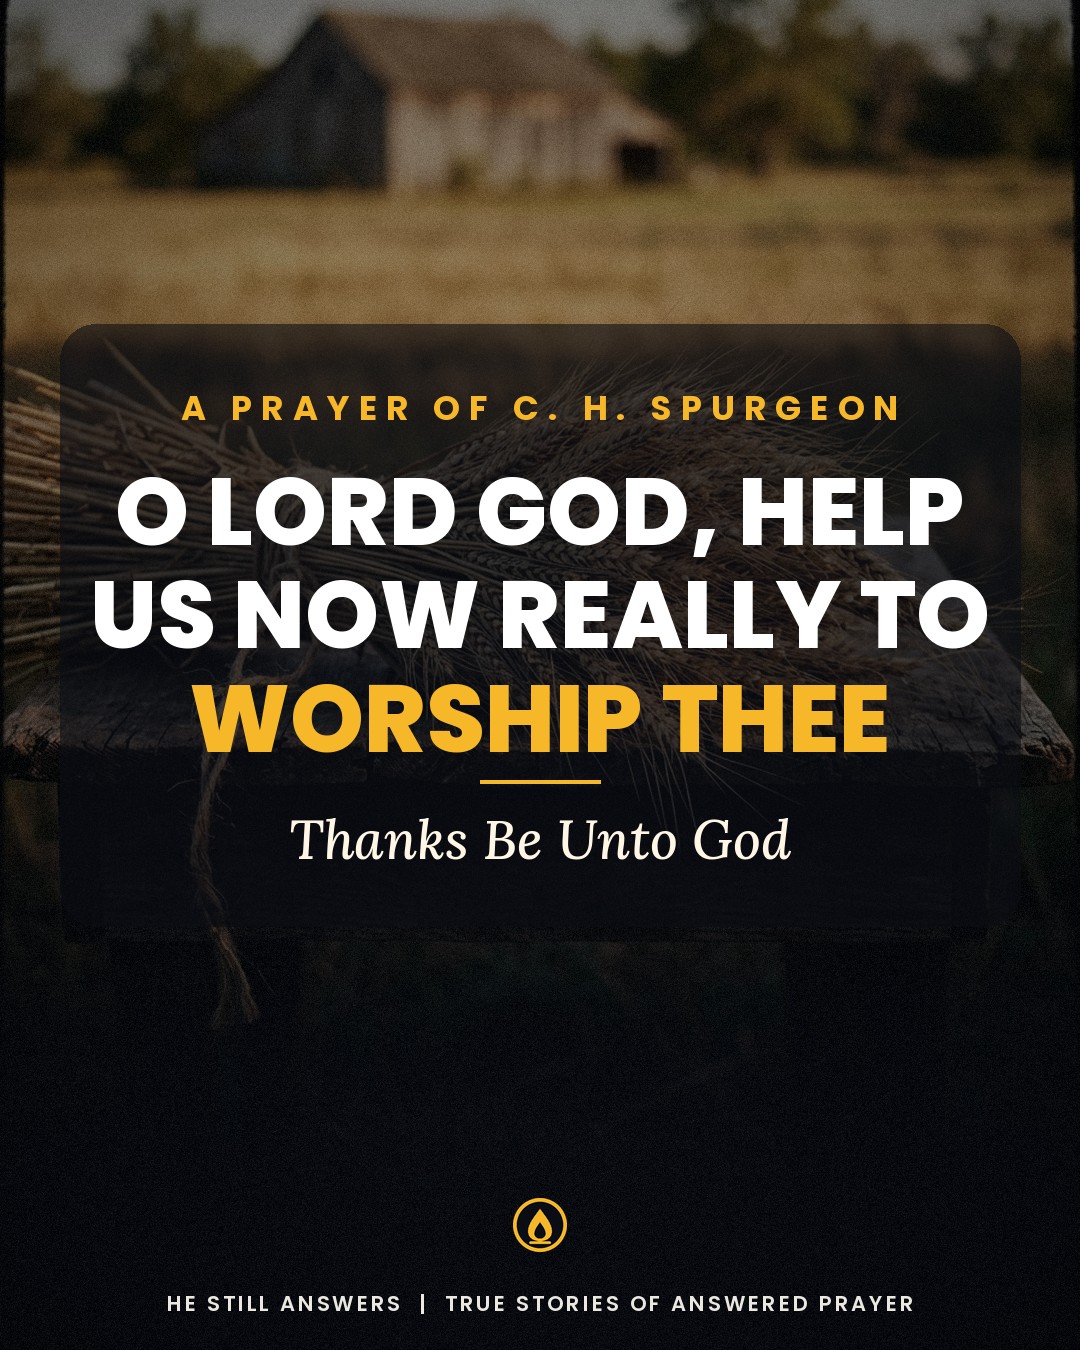 A PRAYER OF C. H. SPURGEON
O LORD GOD, HELP
US NOW REALLY TO
WORSHIP THEE
Thanks Be Unto God
HE STILL ANSWERS | TRUE STORIES OF ANSWERED PRAYER